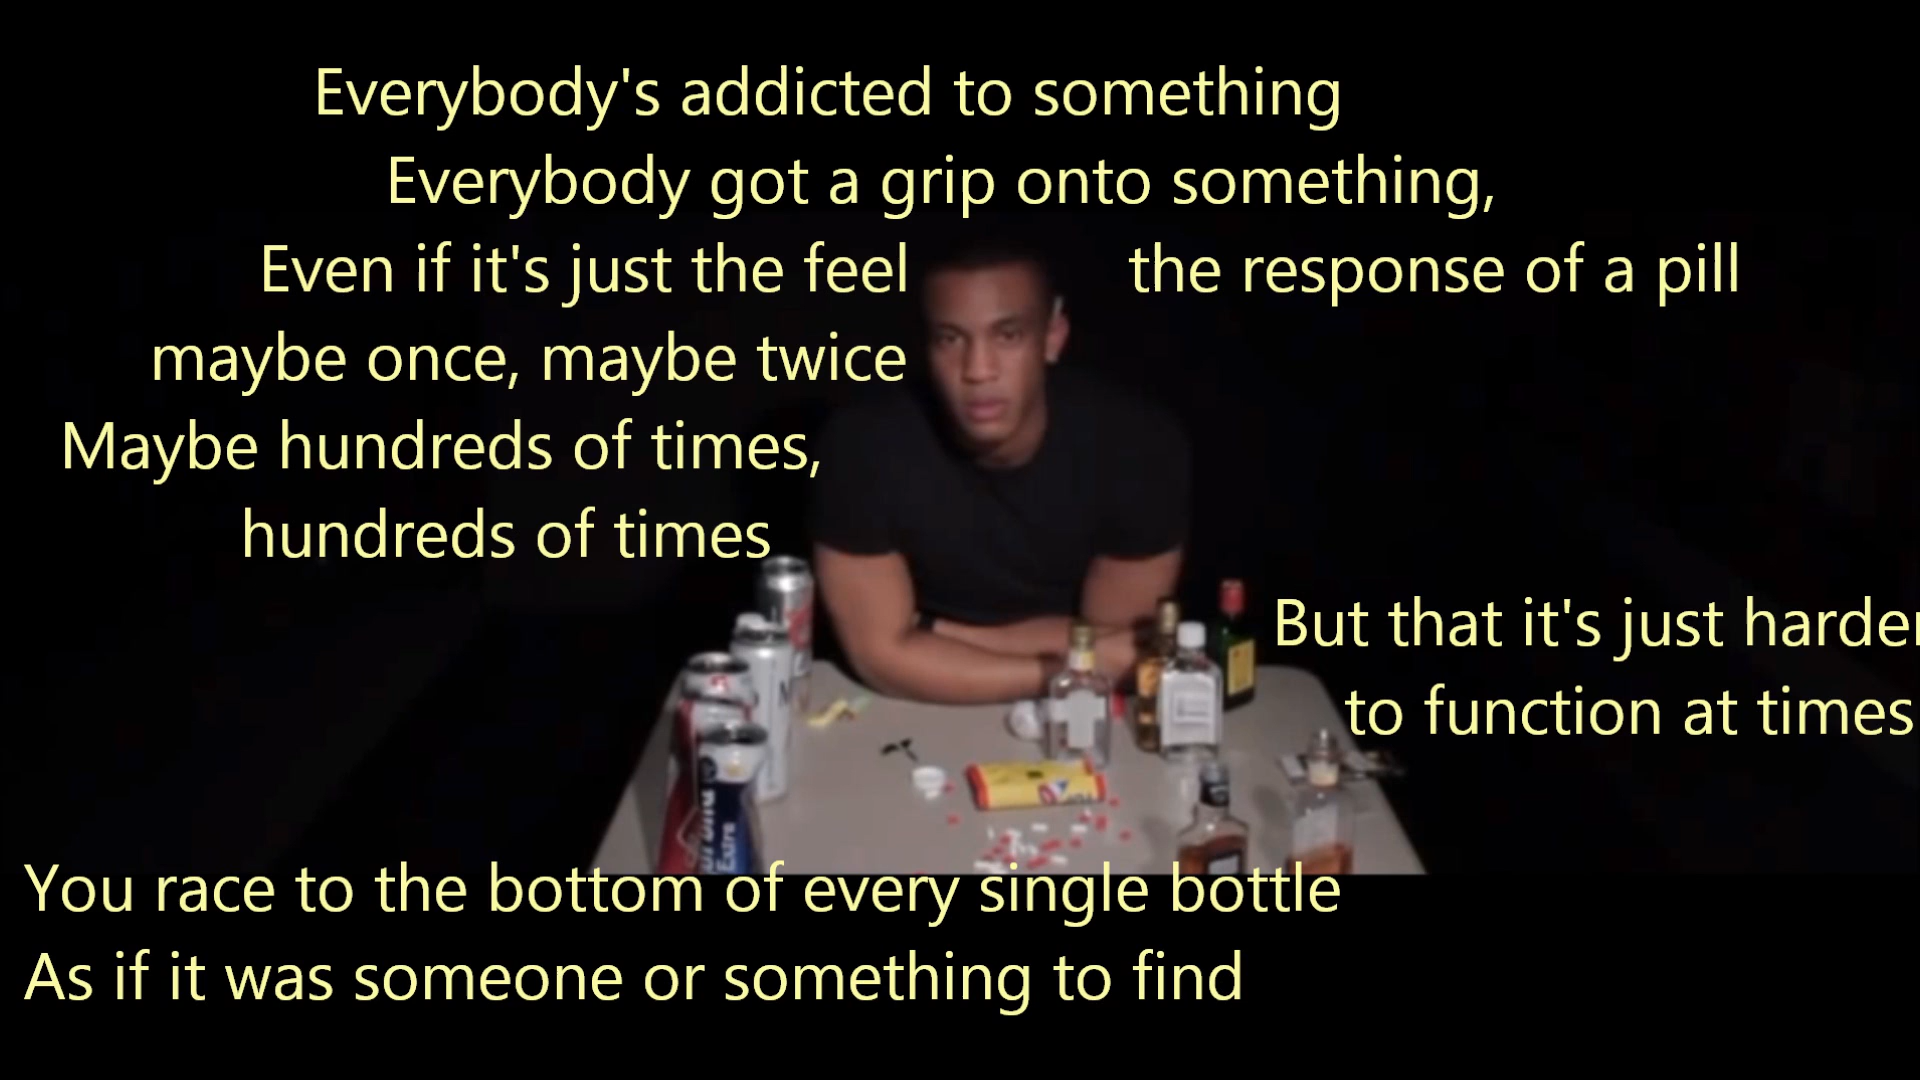 Everybody's addicted to something
Everybody got a grip onto something,
Even if it's just the feel the response of a pill
maybe once, maybe twice
Maybe hundreds of times,
hundreds of times
But that it's just harder
to function at times
You race to the bottom of every single bottle
As if it was someone or something to find
Extra